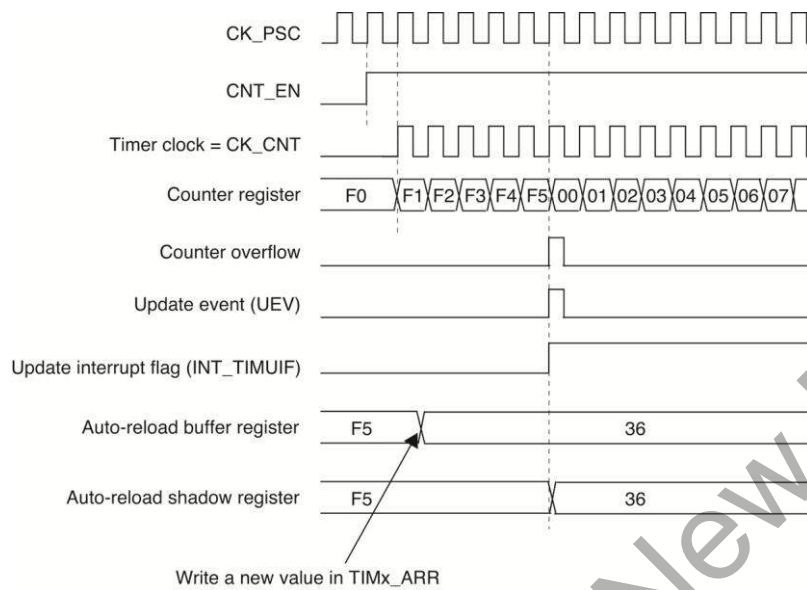 CK_PSC
CNT_EN
Timer clock = CK_CNT
Counter register F0 F1 F2 F3 F4 F5 00 01 02 03 04 05 06 07
Counter overflow
Update event (UEV)
Update interrupt flag (INT_TIMUIF)
Auto-reload buffer register F5 36
Auto-reload shadow register F5 36
Write a new value in TIMx_ARR
New